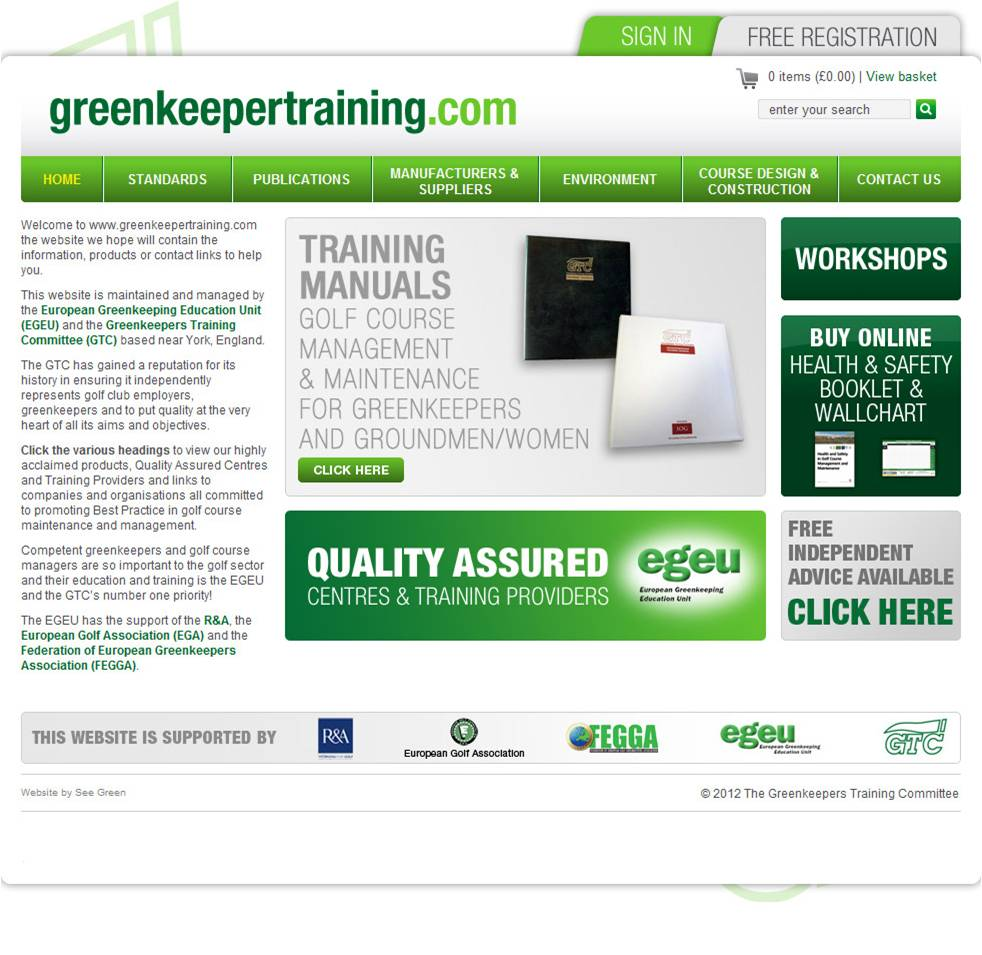 SIGN IN
FREE REGISTRATION
0 items (£0.00) | View basket
greenkeepertraining.com
enter your search
HOME
STANDARDS
PUBLICATIONS
MANUFACTURERS &
SUPPLIERS
ENVIRONMENT
COURSE DESIGN &
CONSTRUCTION
CONTACT US
Welcome to www.greenkeepertraining.com
the website we hope will contain the
information, products or contact links to help
you.
This website is maintained and managed by
the European Greenkeeping Education Unit
(EGEU) and the Greenkeepers Training
Committee (GTC) based near York, England.
The GTC has gained a reputation for its
history in ensuring it independently
represents golf club employers,
greenkeepers and to put quality at the very
heart of all its aims and objectives.
Click the various headings to view our highly
acclaimed products, Quality Assured Centres
and Training Providers and links to
companies and organisations all committed
to promoting Best Practice in golf course
maintenance and management.
Competent greenkeepers and golf course
managers are so important to the golf sector
and their education and training is the EGEU
and the GTC's number one priority!
The EGEU has the support of the R&A, the
European Golf Association (EGA) and the
Federation of European Greenkeepers
Association (FEGGA).
TRAINING
MANUALS
GOLF COURSE
MANAGEMENT
& MAINTENANCE
FOR GREENKEEPERS
AND GROUNDMEN/WOMEN
CLICK HERE
GTC
GTC
IOG
QUALITY ASSURED
CENTRES & TRAINING PROVIDERS
egeu
European Greenkeeping
Education Unit
WORKSHOPS
BUY ONLINE
HEALTH & SAFETY
BOOKLET &
WALLCHART
Health and Safety
in Golf Course
Management and
Maintenance
FREE
INDEPENDENT
ADVICE AVAILABLE
CLICK HERE
THIS WEBSITE IS SUPPORTED BY
R&A
European Golf Association
FEGGA
egeu
European Greenkeeping
Education Unit
GTC
Website by See Green
© 2012 The Greenkeepers Training Committee